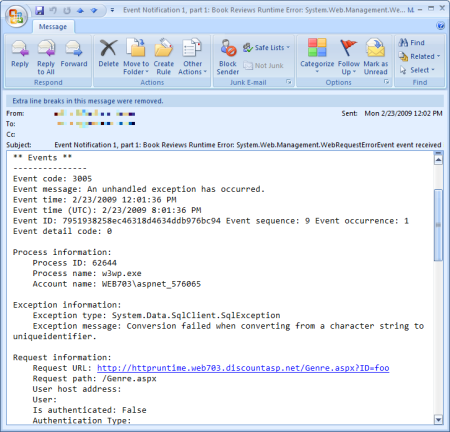 Event Notification 1, part 1: Book Reviews Runtime Error: System.Web.Management.We... M...
Message
Reply Reply to All Forward
Respond
Delete Move to Folder Create Rule Other Actions
Actions
Block Sender Safe Lists Not Junk
Junk E-mail
Categorize Follow Up Mark as Unread
Options
Find Related Select
Find
Extra line breaks in this message were removed.
From:
Sent: Mon 2/23/2009 12:02 PM
To:
Cc:
Subject: Event Notification 1, part 1: Book Reviews Runtime Error: System.Web.Management.WebRequestErrorEvent event received
** Events **
---------------
Event code: 3005
Event message: An unhandled exception has occurred.
Event time: 2/23/2009 12:01:36 PM
Event time (UTC): 2/23/2009 8:01:36 PM
Event ID: 7951938258ec46318d4634ddb976bc94 Event sequence: 9 Event occurrence: 1
Event detail code: 0
Process information:
Process ID: 62644
Process name: w3wp.exe
Account name: WEB703\aspnet_576065
Exception information:
Exception type: System.Data.SqlClient.SqlException
Exception message: Conversion failed when converting from a character string to
uniqueidentifier.
Request information:
Request URL: http://httpruntime.web703.discountasp.net/Genre.aspx?ID=foo
Request path: /Genre.aspx
User host address:
User:
Is authenticated: False
Authentication Type: